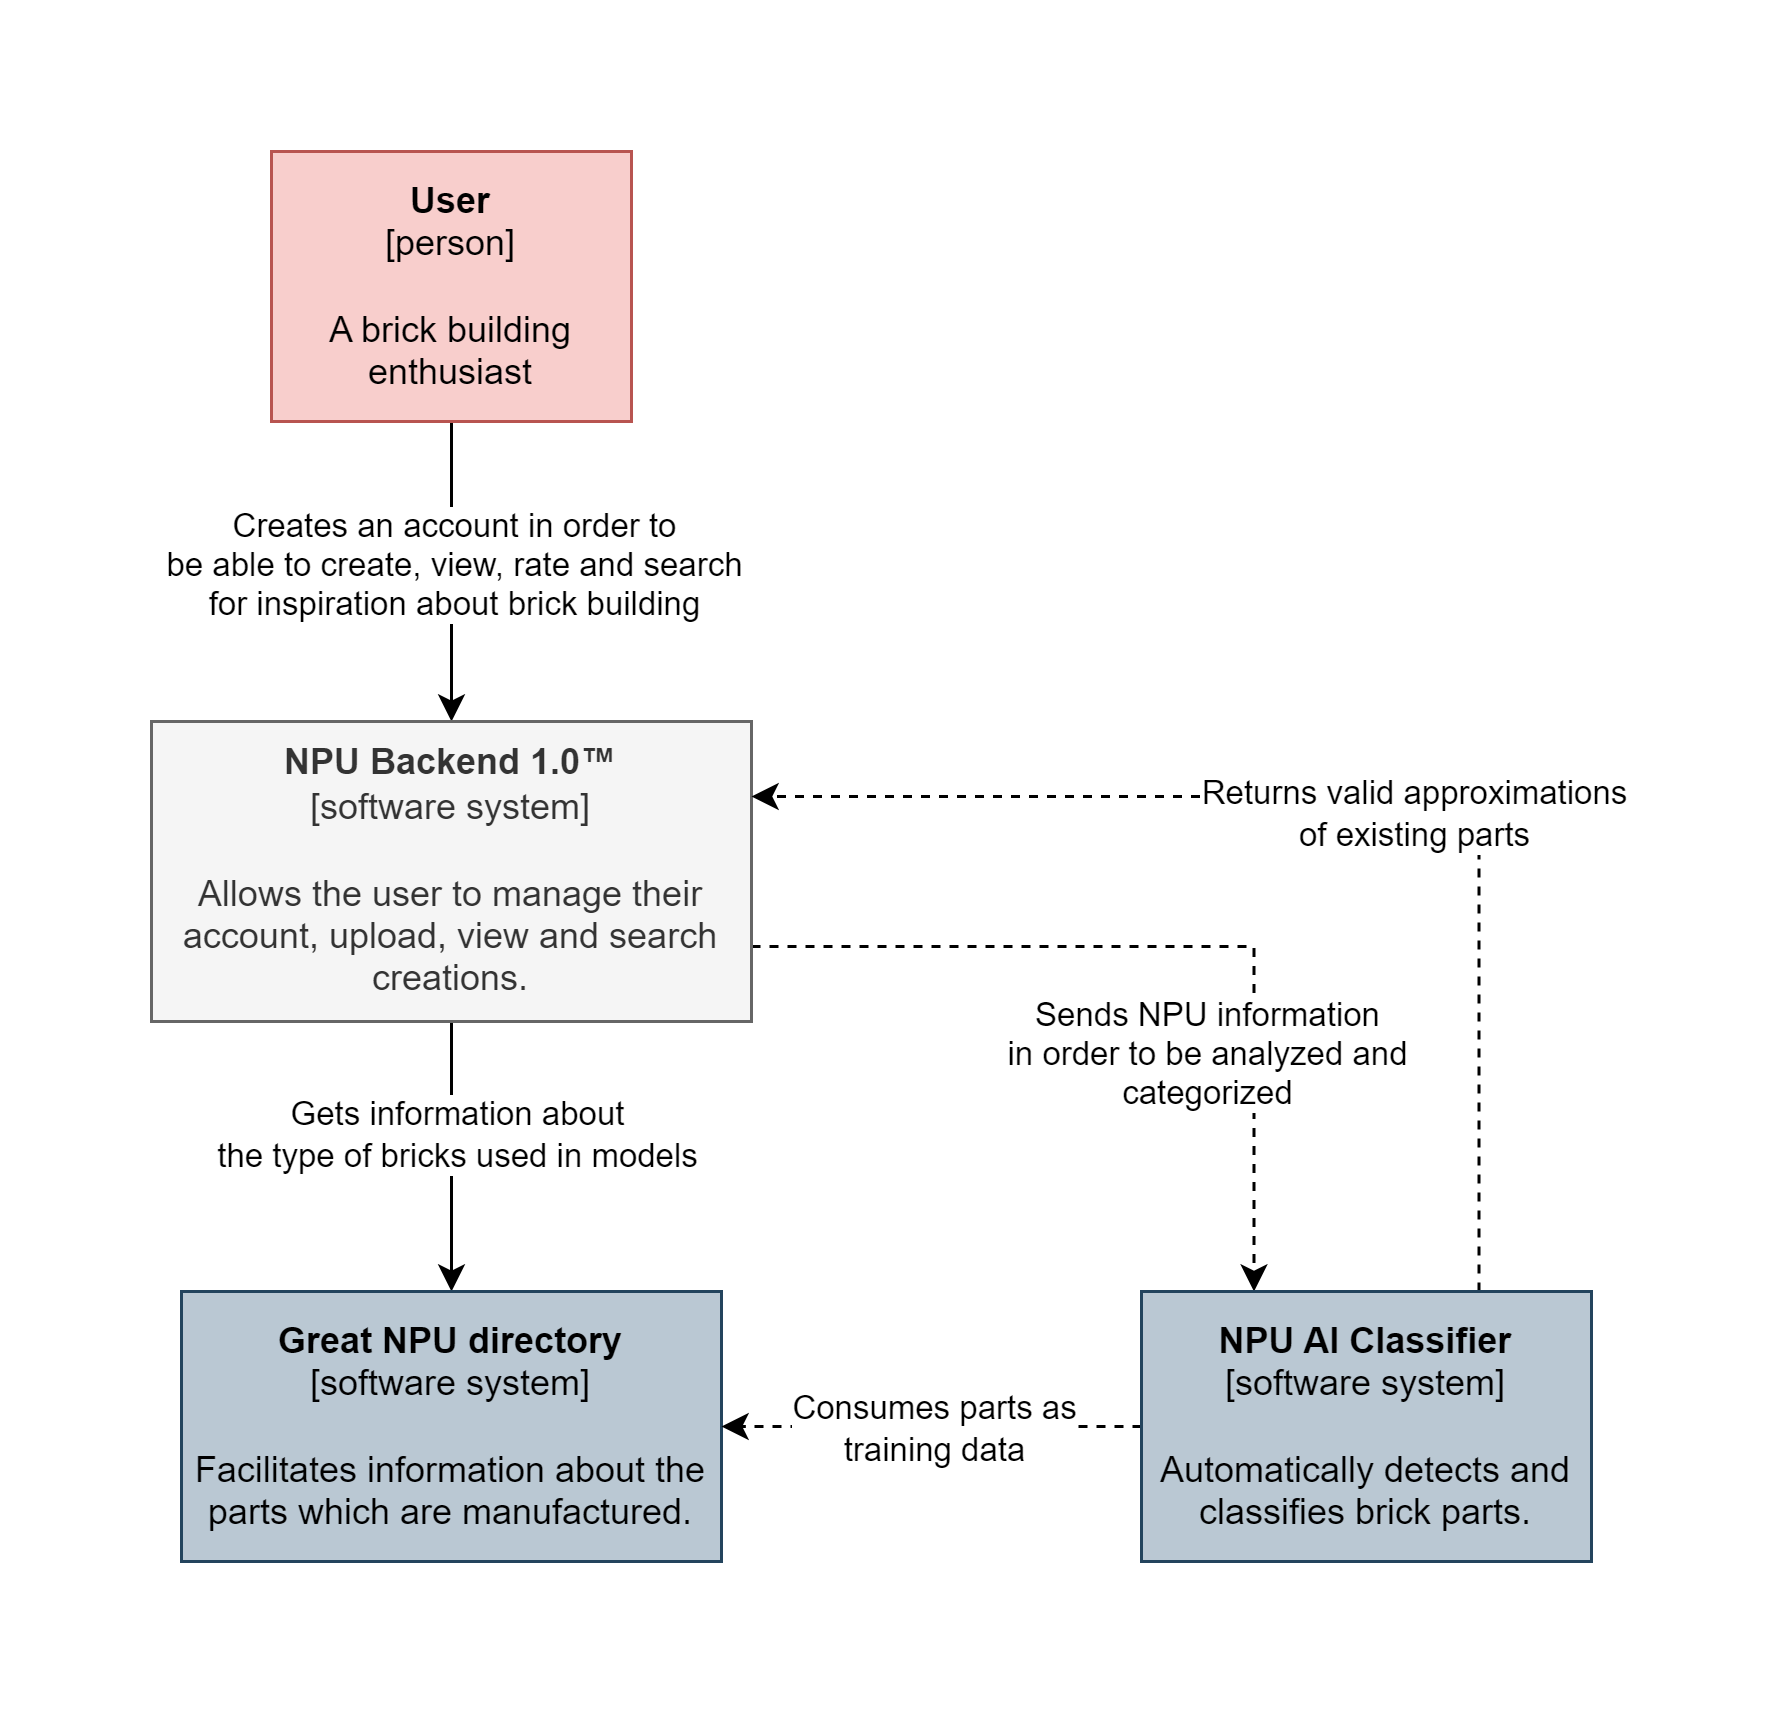 User
[person]
A brick building
enthusiast
Creates an account in order to
be able to create, view, rate and search
for inspiration about brick building
NPU Backend 1.0™
[software system]
Allows the user to manage their
account, upload, view and search
creations.
Returns valid approximations
of existing parts
Sends NPU information
in order to be analyzed and
categorized
Gets information about
the type of bricks used in models
Great NPU directory
[software system]
Facilitates information about the
parts which are manufactured.
Consumes parts as
training data
NPU AI Classifier
[software system]
Automatically detects and
classifies brick parts.